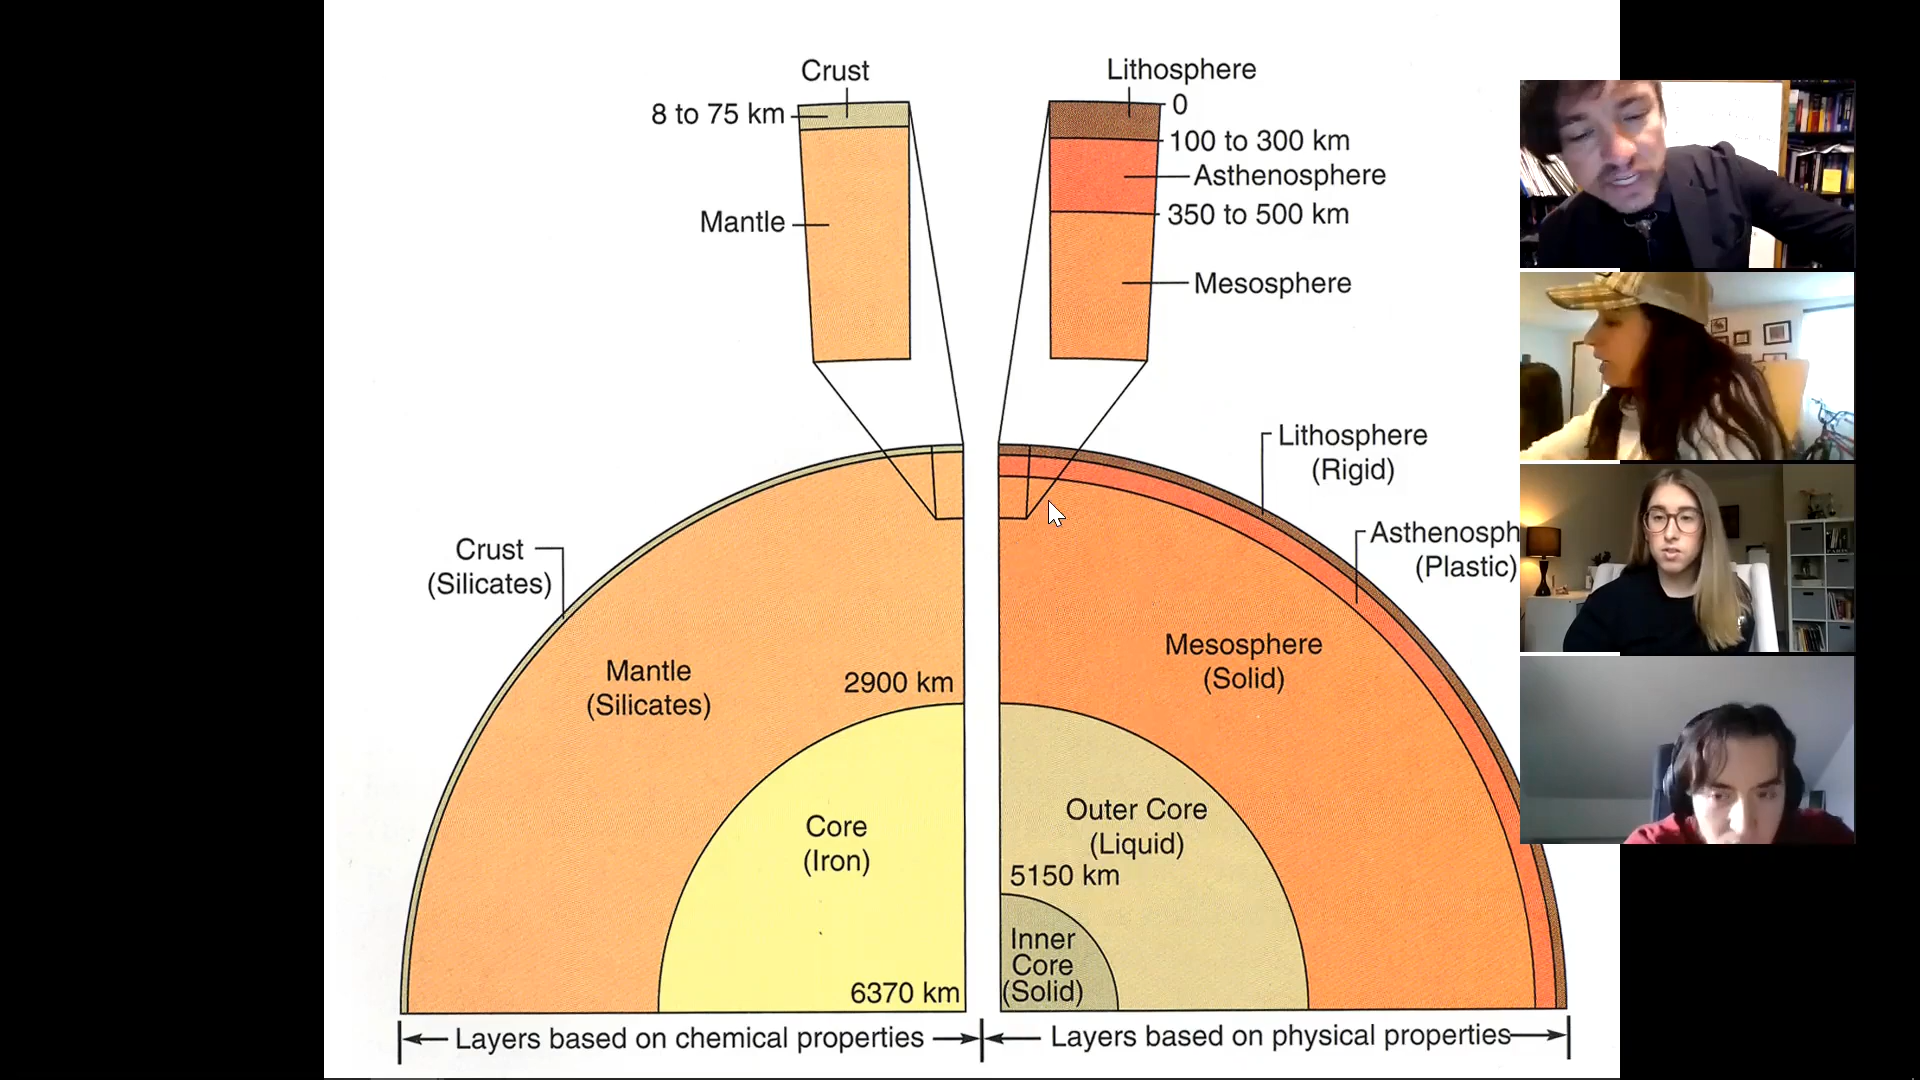 Crust
8 to 75 km
Mantle
Lithosphere
0
100 to 300 km
Asthenosphere
350 to 500 km
Mesosphere
Crust
(Silicates)
Mantle
(Silicates)
2900 km
Core
(Iron)
6370 km
Lithosphere
(Rigid)
Asthenosph
(Plastic)
Mesosphere
(Solid)
Outer Core
(Liquid)
5150 km
Inner
Core
(Solid)
Layers based on chemical properties
Layers based on physical properties